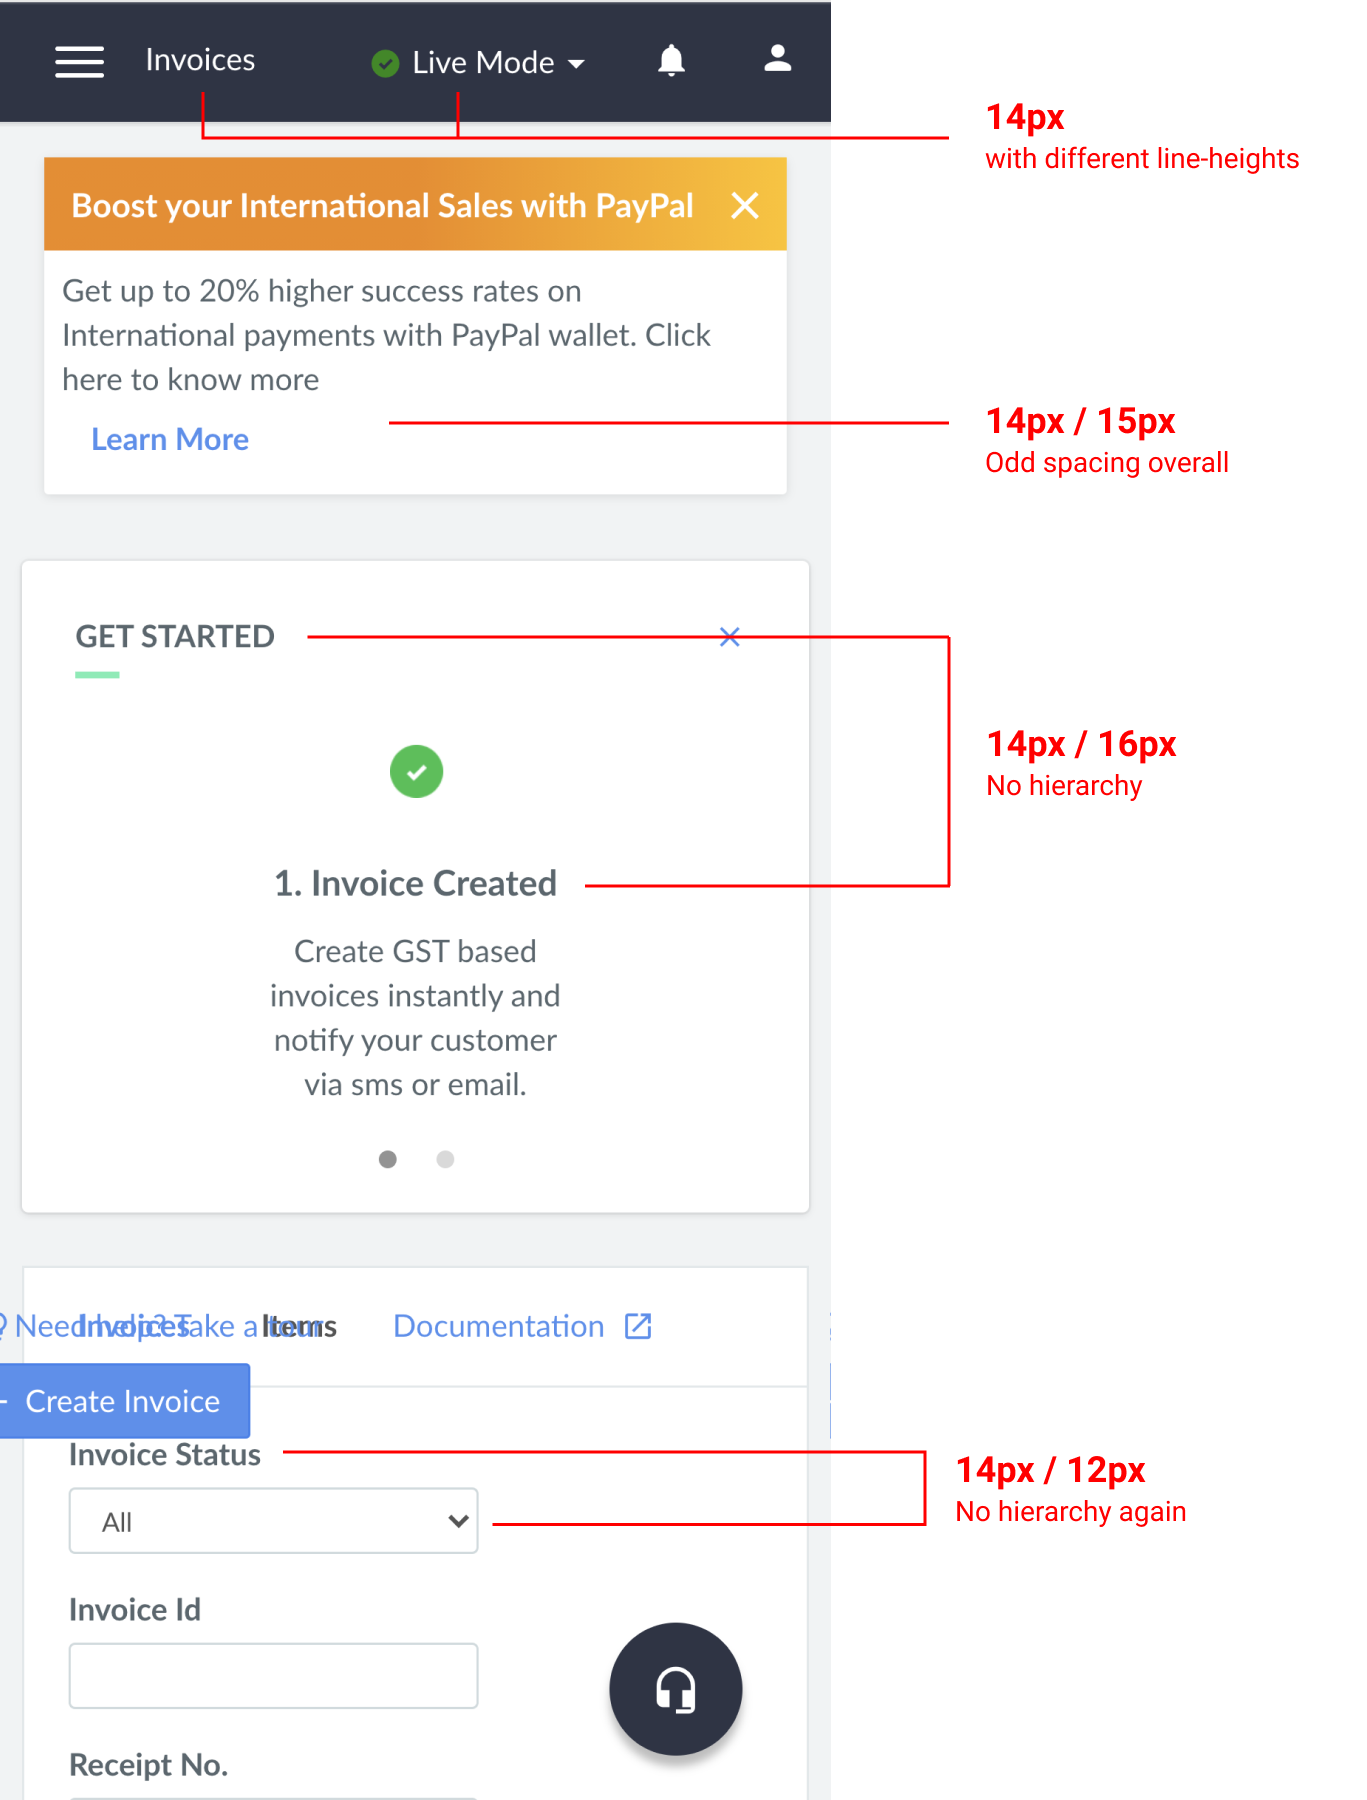 Invoices
Live Mode
14px
with different line-heights
Boost your International Sales with PayPal
Get up to 20% higher success rates on
International payments with PayPal wallet. Click
here to know more
14px / 15px
Learn More
Odd spacing overall
GET STARTED
14px / 16px
No hierarchy
1. Invoice Created
Create GST based
invoices instantly and
notify your customer
via sms or email.
Need help? Take a tour
Invoices
Items
Documentation
Create Invoice
Invoice Status
14px / 12px
All
No hierarchy again
Invoice Id
Receipt No.